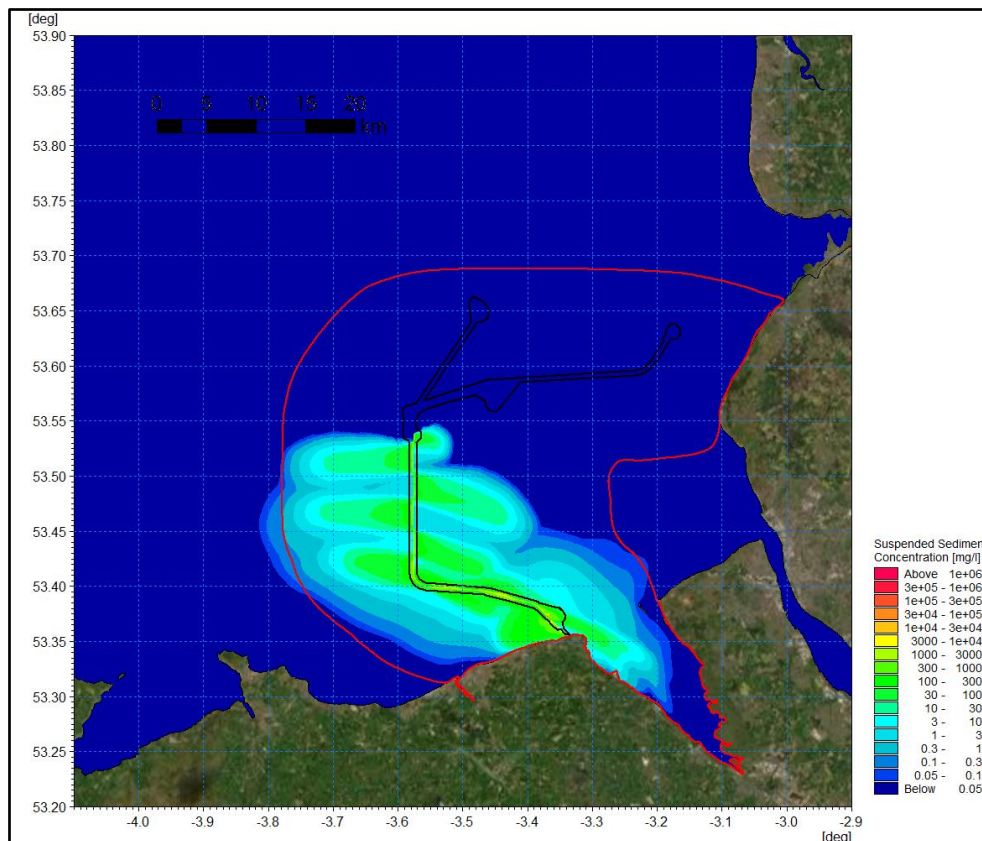 [deg]
53.90
53.85
53.80
53.75
53.70
53.65
53.60
53.55
53.50
53.45
53.40
53.35
53.30
53.25
53.20
0 5 10 15 20
km
-4.0 -3.9 -3.8 -3.7 -3.6 -3.5 -3.4 -3.3 -3.2 -3.1 -3.0 -2.9
[deg]
Suspended Sediment
Concentration [mg/l]
Above 1e+06
3e+05 - 1e+06
1e+05 - 3e+05
3e+04 - 1e+05
1e+04 - 3e+04
3000 - 1e+04
1000 - 3000
300 - 1000
100 - 300
30 - 100
10 - 30
3 - 10
1 - 3
0.3 - 1
0.1 - 0.3
0.05 - 0.1
Below 0.05